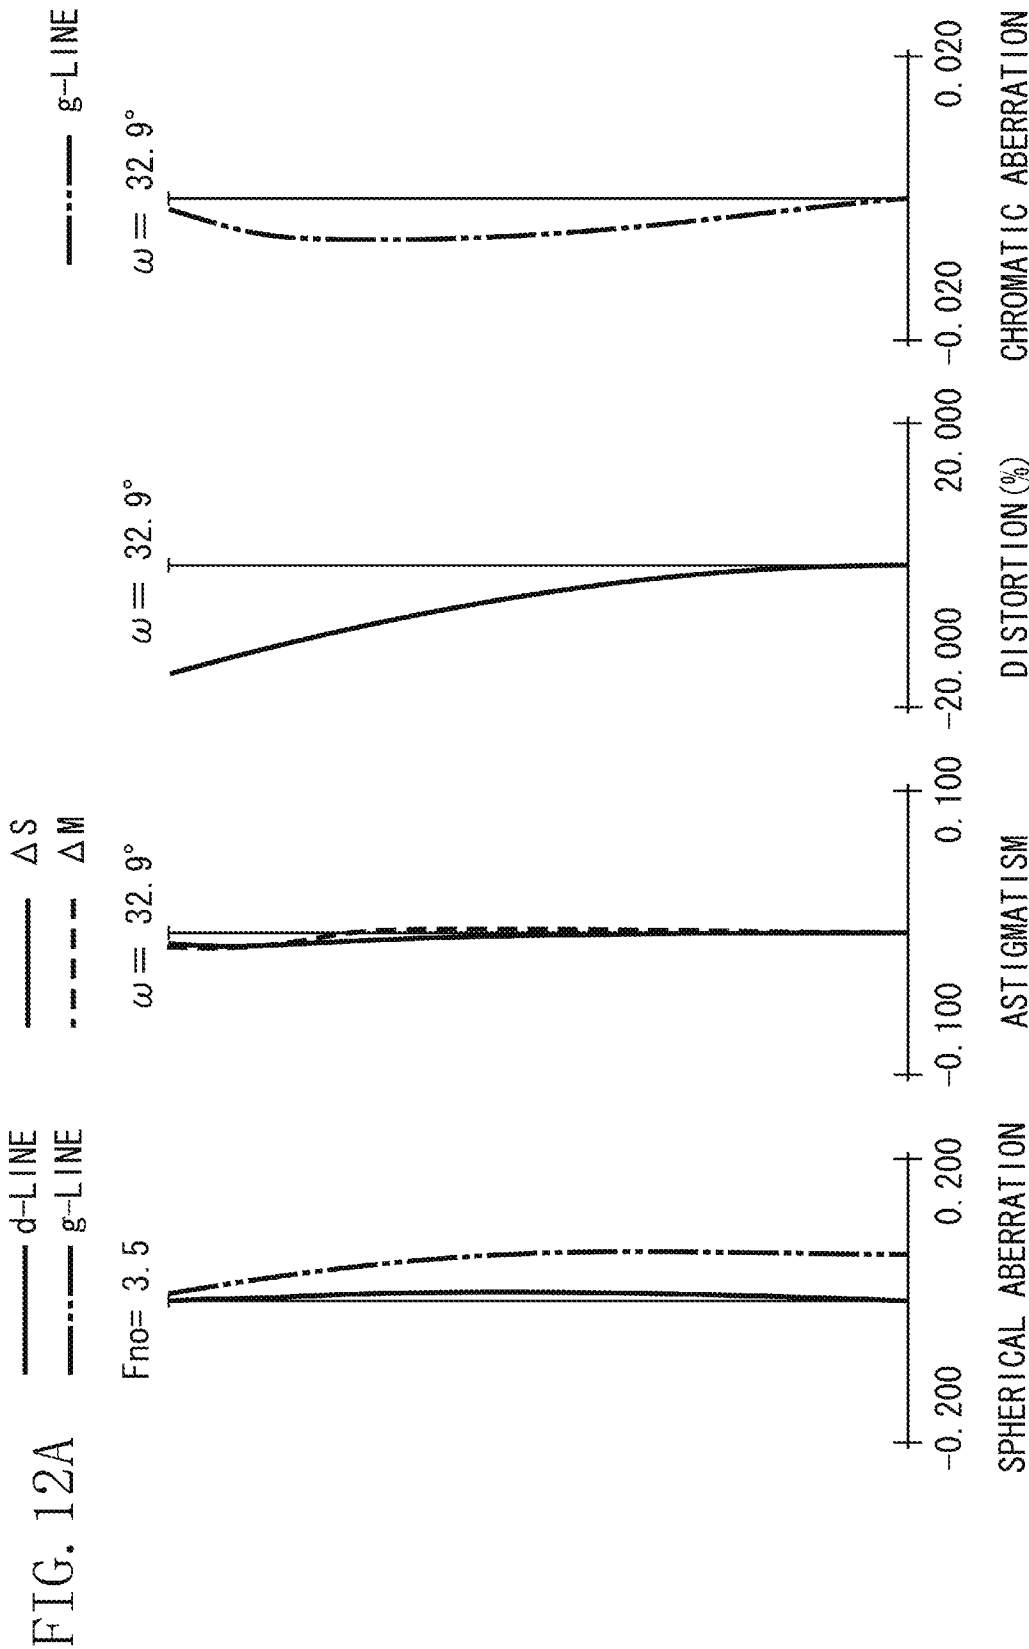 FIG. 12A
d-LINE
g-LINE
ΔS
ΔM
g-LINE
Fno= 3.5
ω= 32.9°
ω= 32.9°
ω= 32.9°
-0.200 0.200
-0.100 0.100
-20.000 20.000
-0.020 0.020
SPHERICAL ABERRATION
ASTIGMATISM
DISTORTION(%)
CHROMATIC ABERRATION